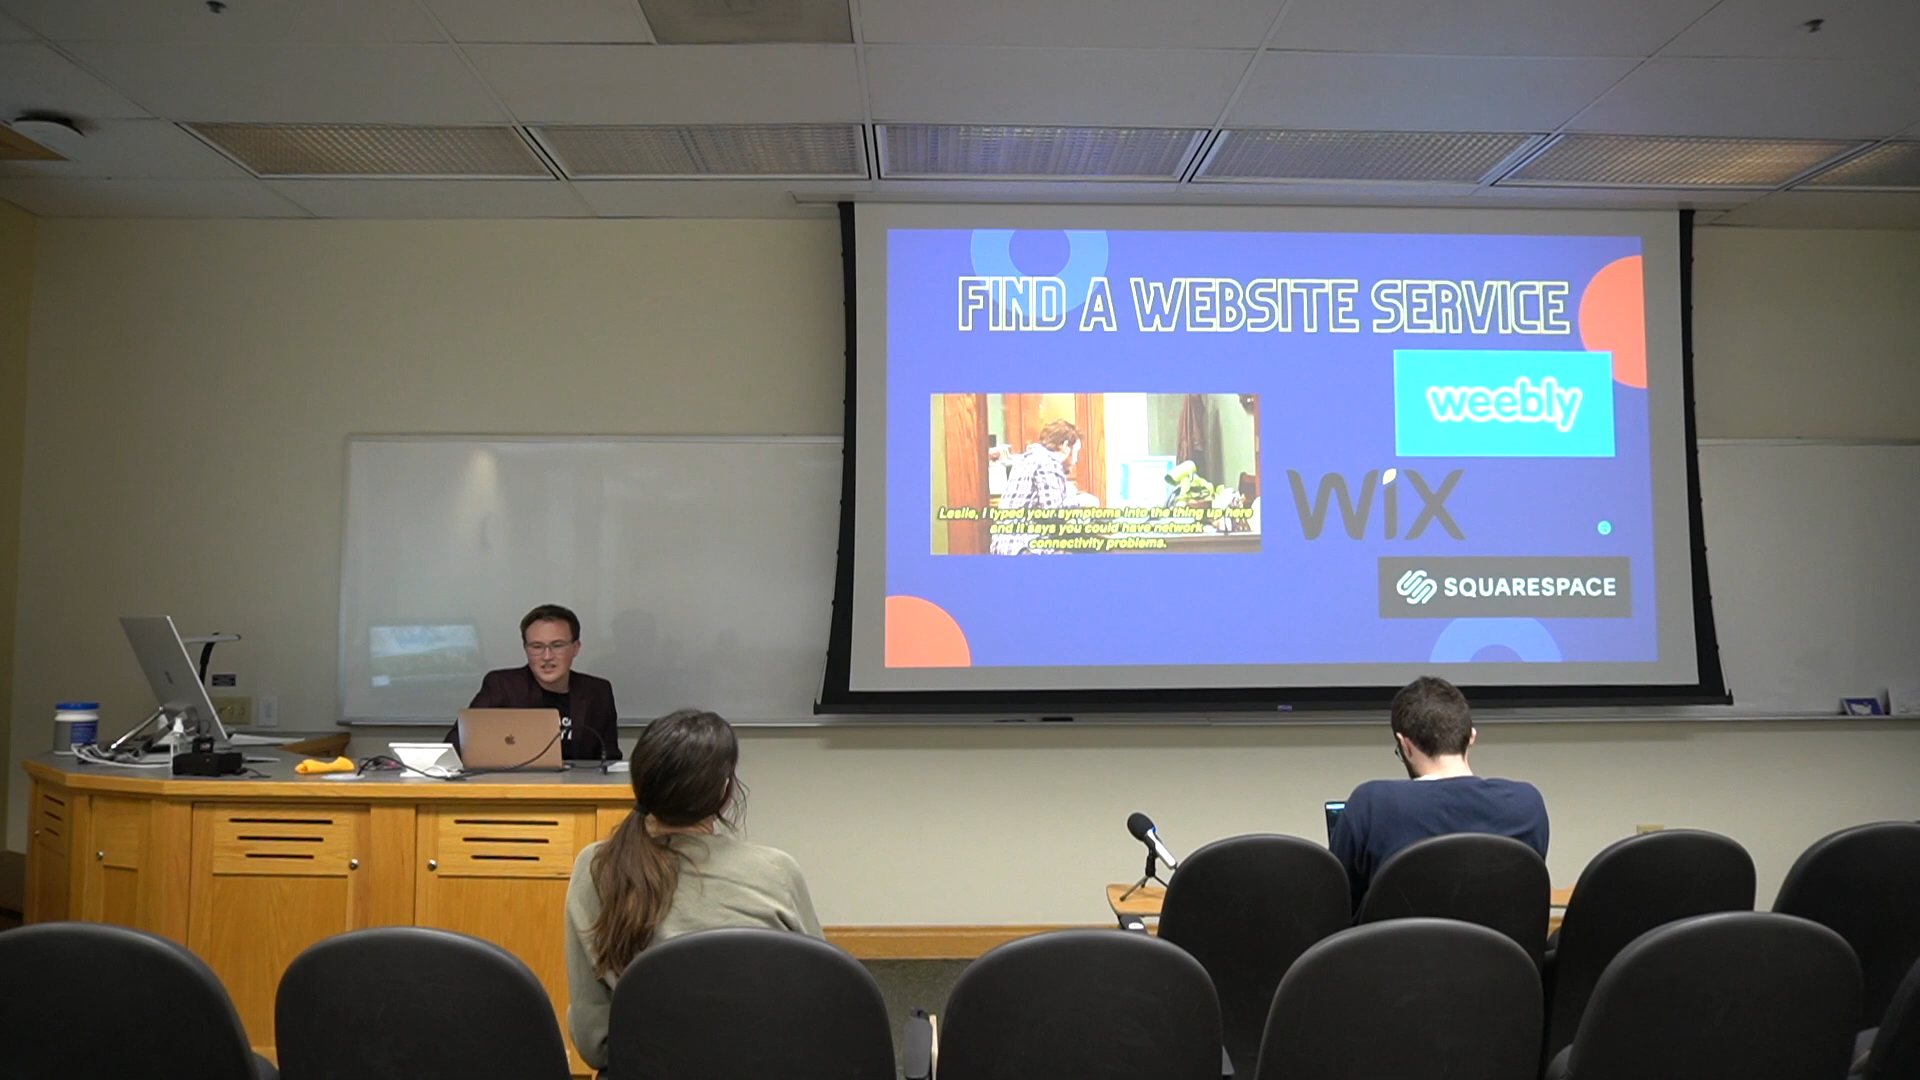 FIND A WEBSITE SERVICE
weebly
Leslie, I typed your symptoms into the thing up here
and it says you could have network
connectivity problems.
WiX
SQUARESPACE